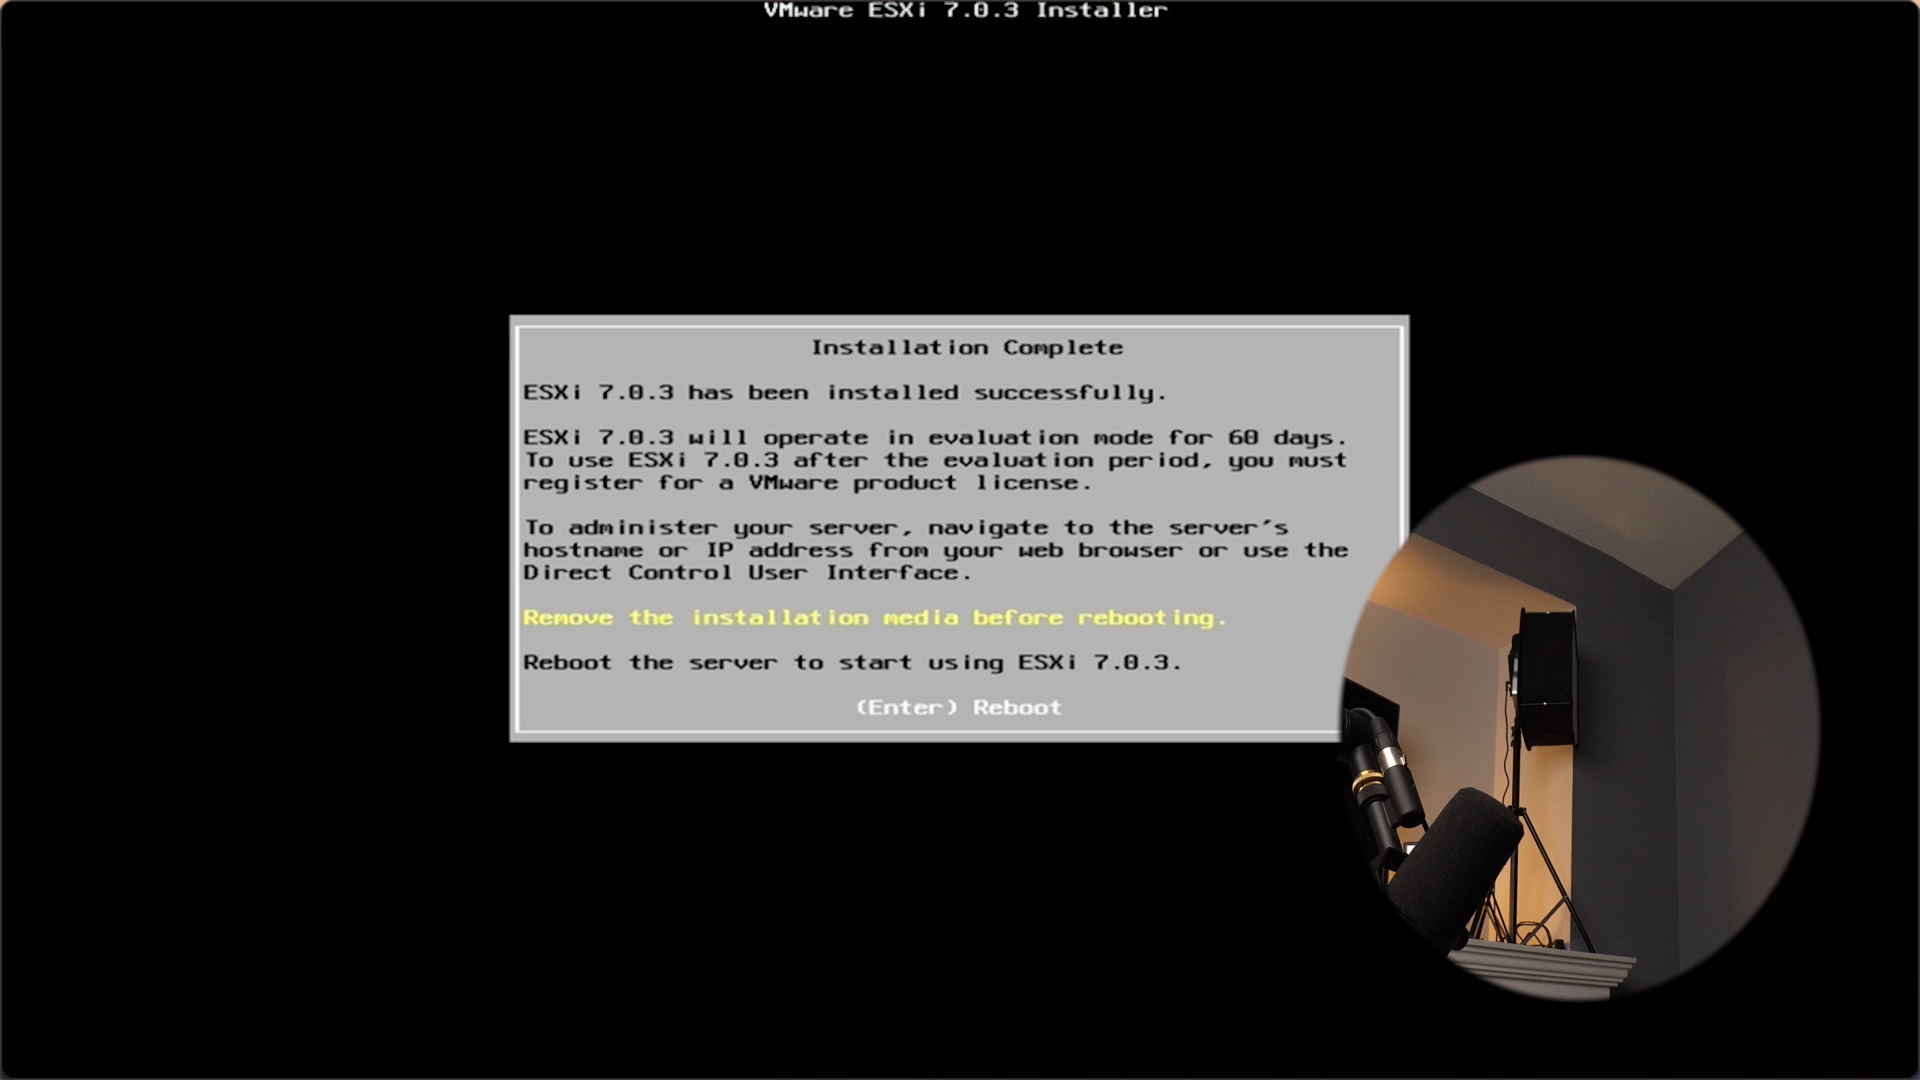 VMware ESXi 7.0.3 Installer
Installation Complete
ESXi 7.0.3 has been installed successfully.
ESXi 7.0.3 will operate in evaluation mode for 60 days.
To use ESXi 7.0.3 after the evaluation period, you must
register for a VMware product license.
To administer your server, navigate to the server's
hostname or IP address from your web browser or use the
Direct Control User Interface.
Remove the installation media before rebooting.
Reboot the server to start using ESXi 7.0.3.
(Enter) Reboot